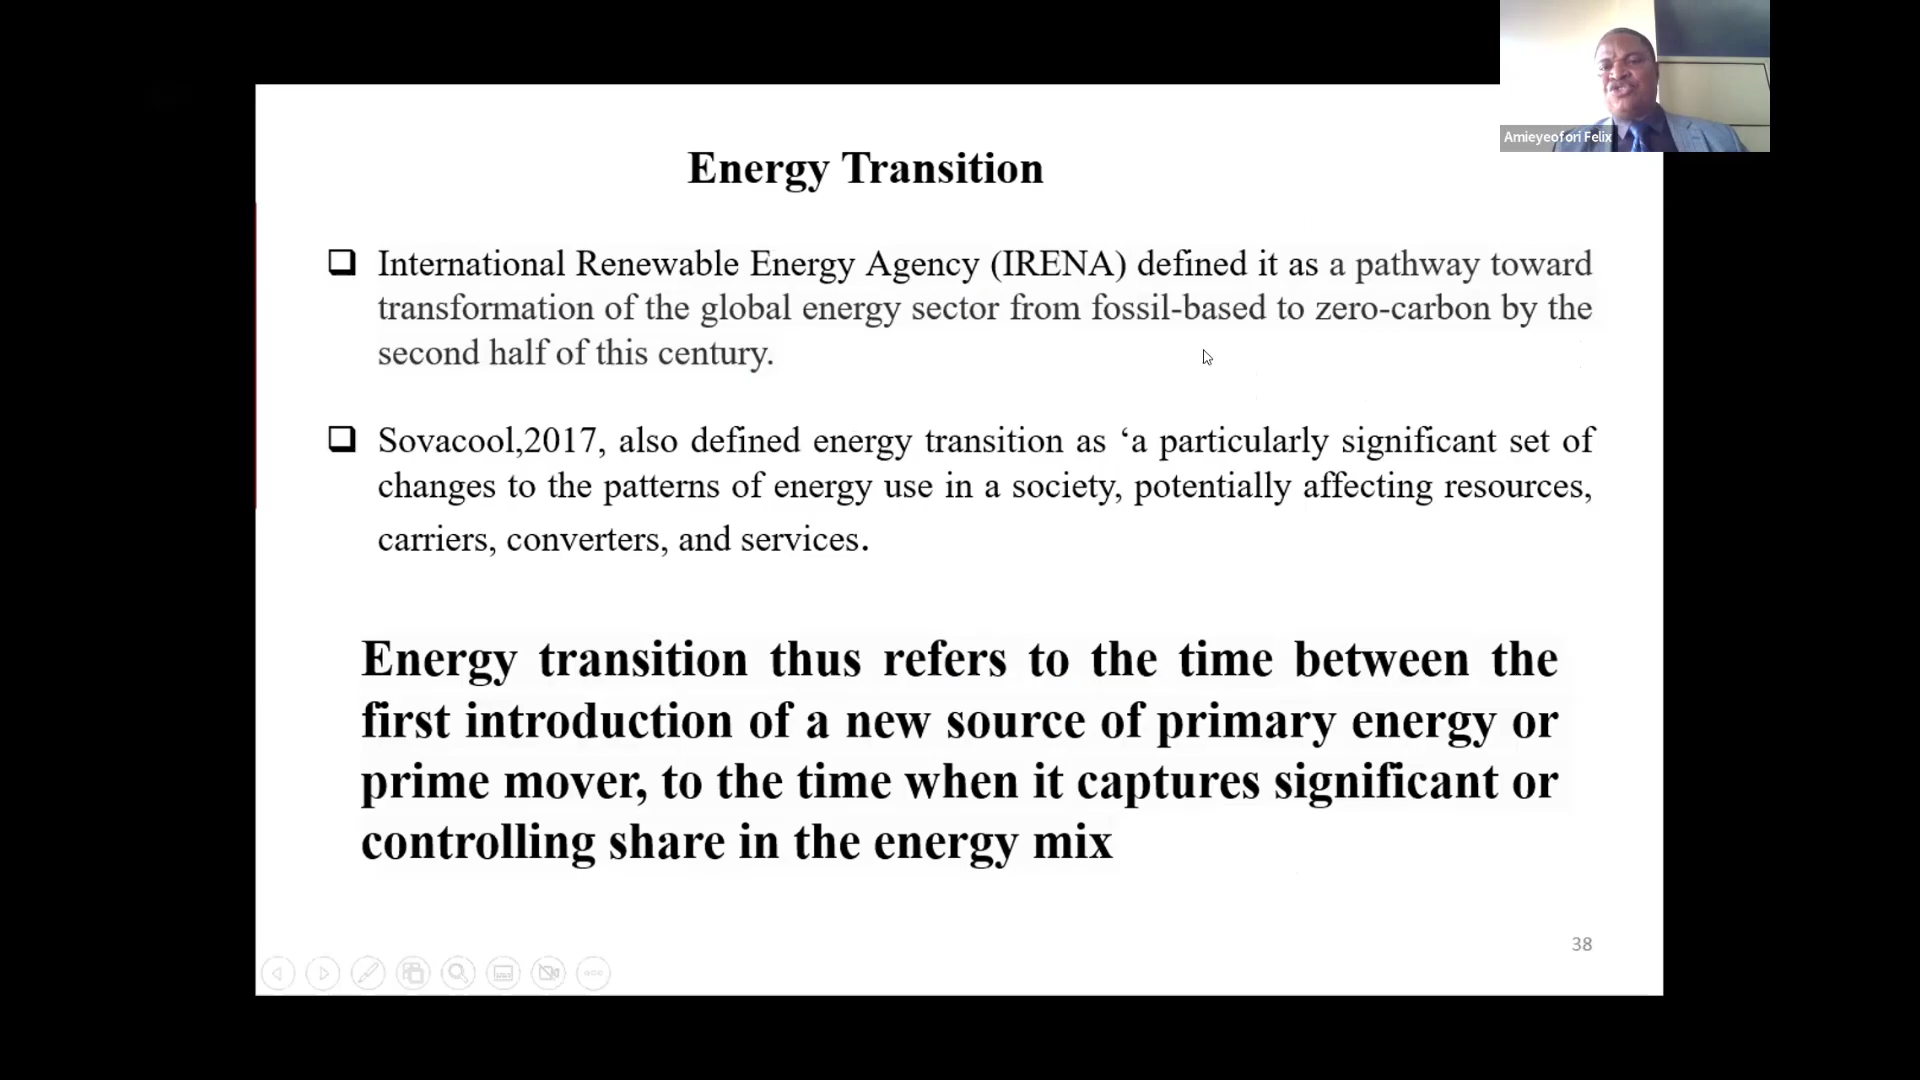 Amieyeofori Felix
Energy Transition
❑ International Renewable Energy Agency (IRENA) defined it as a pathway toward
transformation of the global energy sector from fossil-based to zero-carbon by the
second half of this century.
❑ Sovacool,2017, also defined energy transition as ‘a particularly significant set of
changes to the patterns of energy use in a society, potentially affecting resources,
carriers, converters, and services.
Energy transition thus refers to the time between the
first introduction of a new source of primary energy or
prime mover, to the time when it captures significant or
controlling share in the energy mix
38